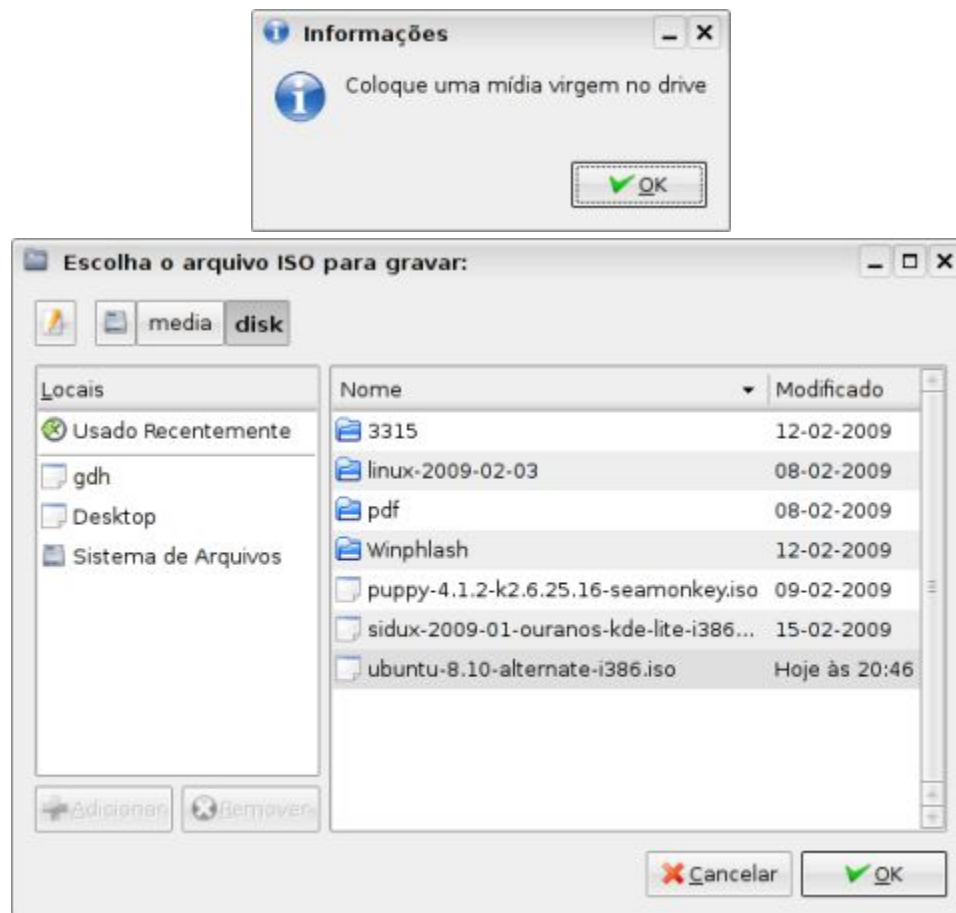 Informações
Coloque uma mídia virgem no drive
OK
Escolha o arquivo ISO para gravar:
media disk
Locais
Usado Recentemente
gdh
Desktop
Sistema de Arquivos
Adicionar Remover
Nome Modificado
3315 12-02-2009
linux-2009-02-03 08-02-2009
pdf 08-02-2009
Winphlash 12-02-2009
puppy-4.1.2-k2.6.25.16-seamonkey.iso 09-02-2009
sidux-2009-01-ouranos-kde-lite-i386... 15-02-2009
ubuntu-8.10-alternate-i386.iso Hoje às 20:46
Cancelar OK